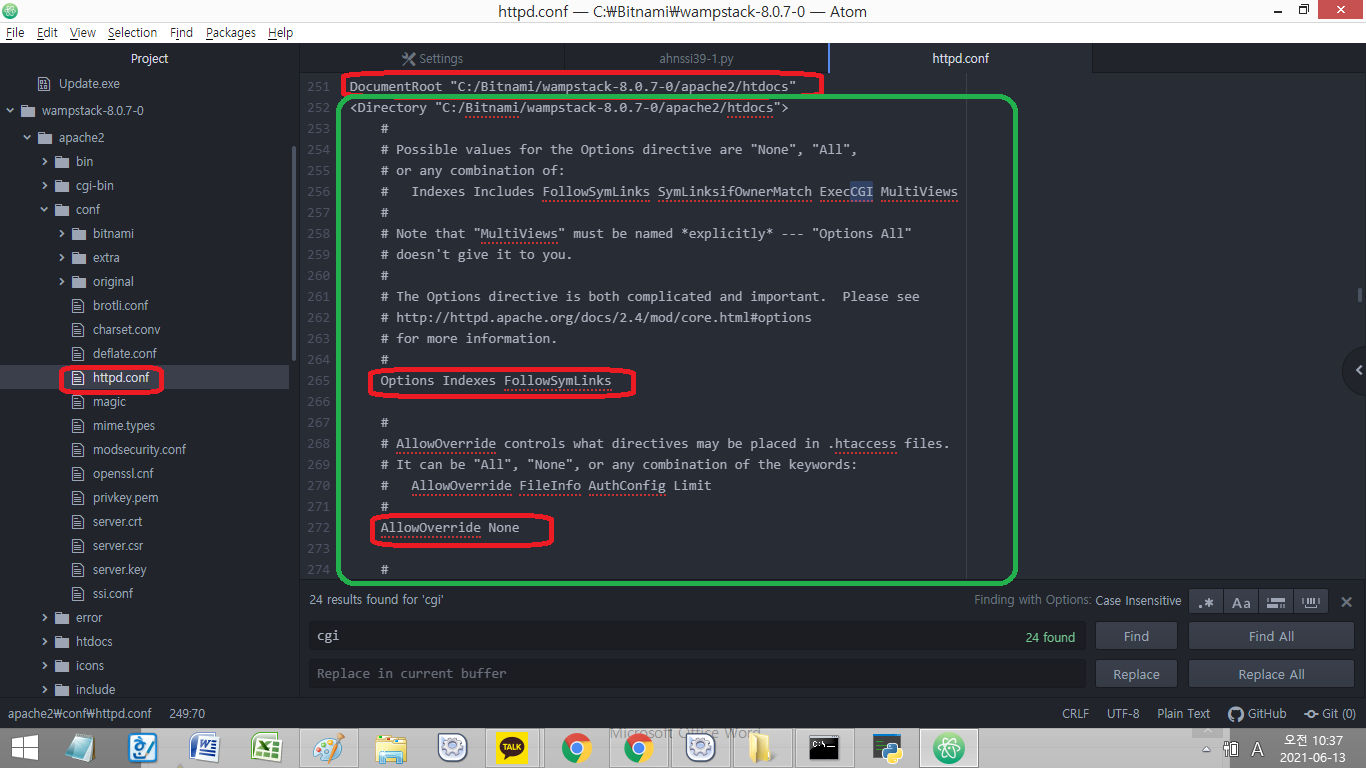 httpd.conf — C:₩Bitnami₩wampstack-8.0.7-0 — Atom
File Edit View Selection Find Packages Help
Project
Settings
ahnssi39-1.py
httpd.conf
Update.exe
wampstack-8.0.7-0
apache2
bin
cgi-bin
conf
bitnami
extra
original
brotli.conf
charset.conv
deflate.conf
httpd.conf
magic
mime.types
modsecurity.conf
openssl.cnf
privkey.pem
server.crt
server.csr
server.key
ssi.conf
error
htdocs
icons
include
251 DocumentRoot "C:/Bitnami/wampstack-8.0.7-0/apache2/htdocs"
252 <Directory "C:/Bitnami/wampstack-8.0.7-0/apache2/htdocs">
253 #
254 # Possible values for the Options directive are "None", "All",
255 # or any combination of:
256 #   Indexes Includes FollowSymLinks SymLinksifOwnerMatch ExecCGI MultiViews
257 #
258 # Note that "MultiViews" must be named *explicitly* --- "Options All"
259 # doesn't give it to you.
260 #
261 # The Options directive is both complicated and important.  Please see
262 # http://httpd.apache.org/docs/2.4/mod/core.html#options
263 # for more information.
264 #
265 Options Indexes FollowSymLinks
266
267 #
268 # AllowOverride controls what directives may be placed in .htaccess files.
269 # It can be "All", "None", or any combination of the keywords:
270 #   AllowOverride FileInfo AuthConfig Limit
271 #
272 AllowOverride None
273
274 #
24 results found for 'cgi'
Finding with Options: Case Insensitive
.* Aa
cgi
24 found
Find
Find All
Replace in current buffer
Replace
Replace All
apache2₩conf₩httpd.conf 249:70
CRLF UTF-8 Plain Text GitHub Git (0)
Microsoft Office Word
TALK
A
오전 10:37
2021-06-13